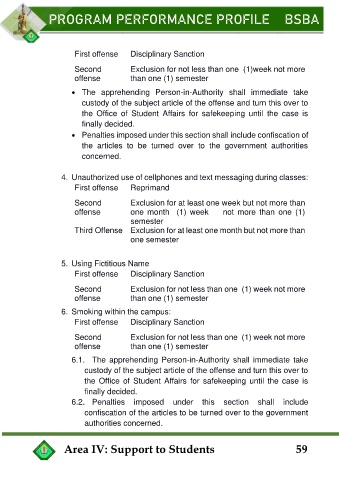 PROGRAM PERFORMANCE PROFILE BSBA
First offense Disciplinary Sanction
Second Exclusion for not less than one (1)week not more
offense than one (1) semester
• The apprehending Person-in-Authority shall immediate take
custody of the subject article of the offense and turn this over to
the Office of Student Affairs for safekeeping until the case is
finally decided.
• Penalties imposed under this section shall include confiscation of
the articles to be turned over to the government authorities
concerned.
4. Unauthorized use of cellphones and text messaging during classes:
First offense Reprimand
Second Exclusion for at least one week but not more than
offense one month (1) week not more than one (1)
semester
Third Offense Exclusion for at least one month but not more than
one semester
5. Using Fictitious Name
First offense Disciplinary Sanction
Second Exclusion for not less than one (1) week not more
offense than one (1) semester
6. Smoking within the campus:
First offense Disciplinary Sanction
Second Exclusion for not less than one (1) week not more
offense than one (1) semester
6.1. The apprehending Person-in-Authority shall immediate take
custody of the subject article of the offense and turn this over to
the Office of Student Affairs for safekeeping until the case is
finally decided.
6.2. Penalties imposed under this section shall include
confiscation of the articles to be turned over to the government
authorities concerned.
Area IV: Support to Students 59